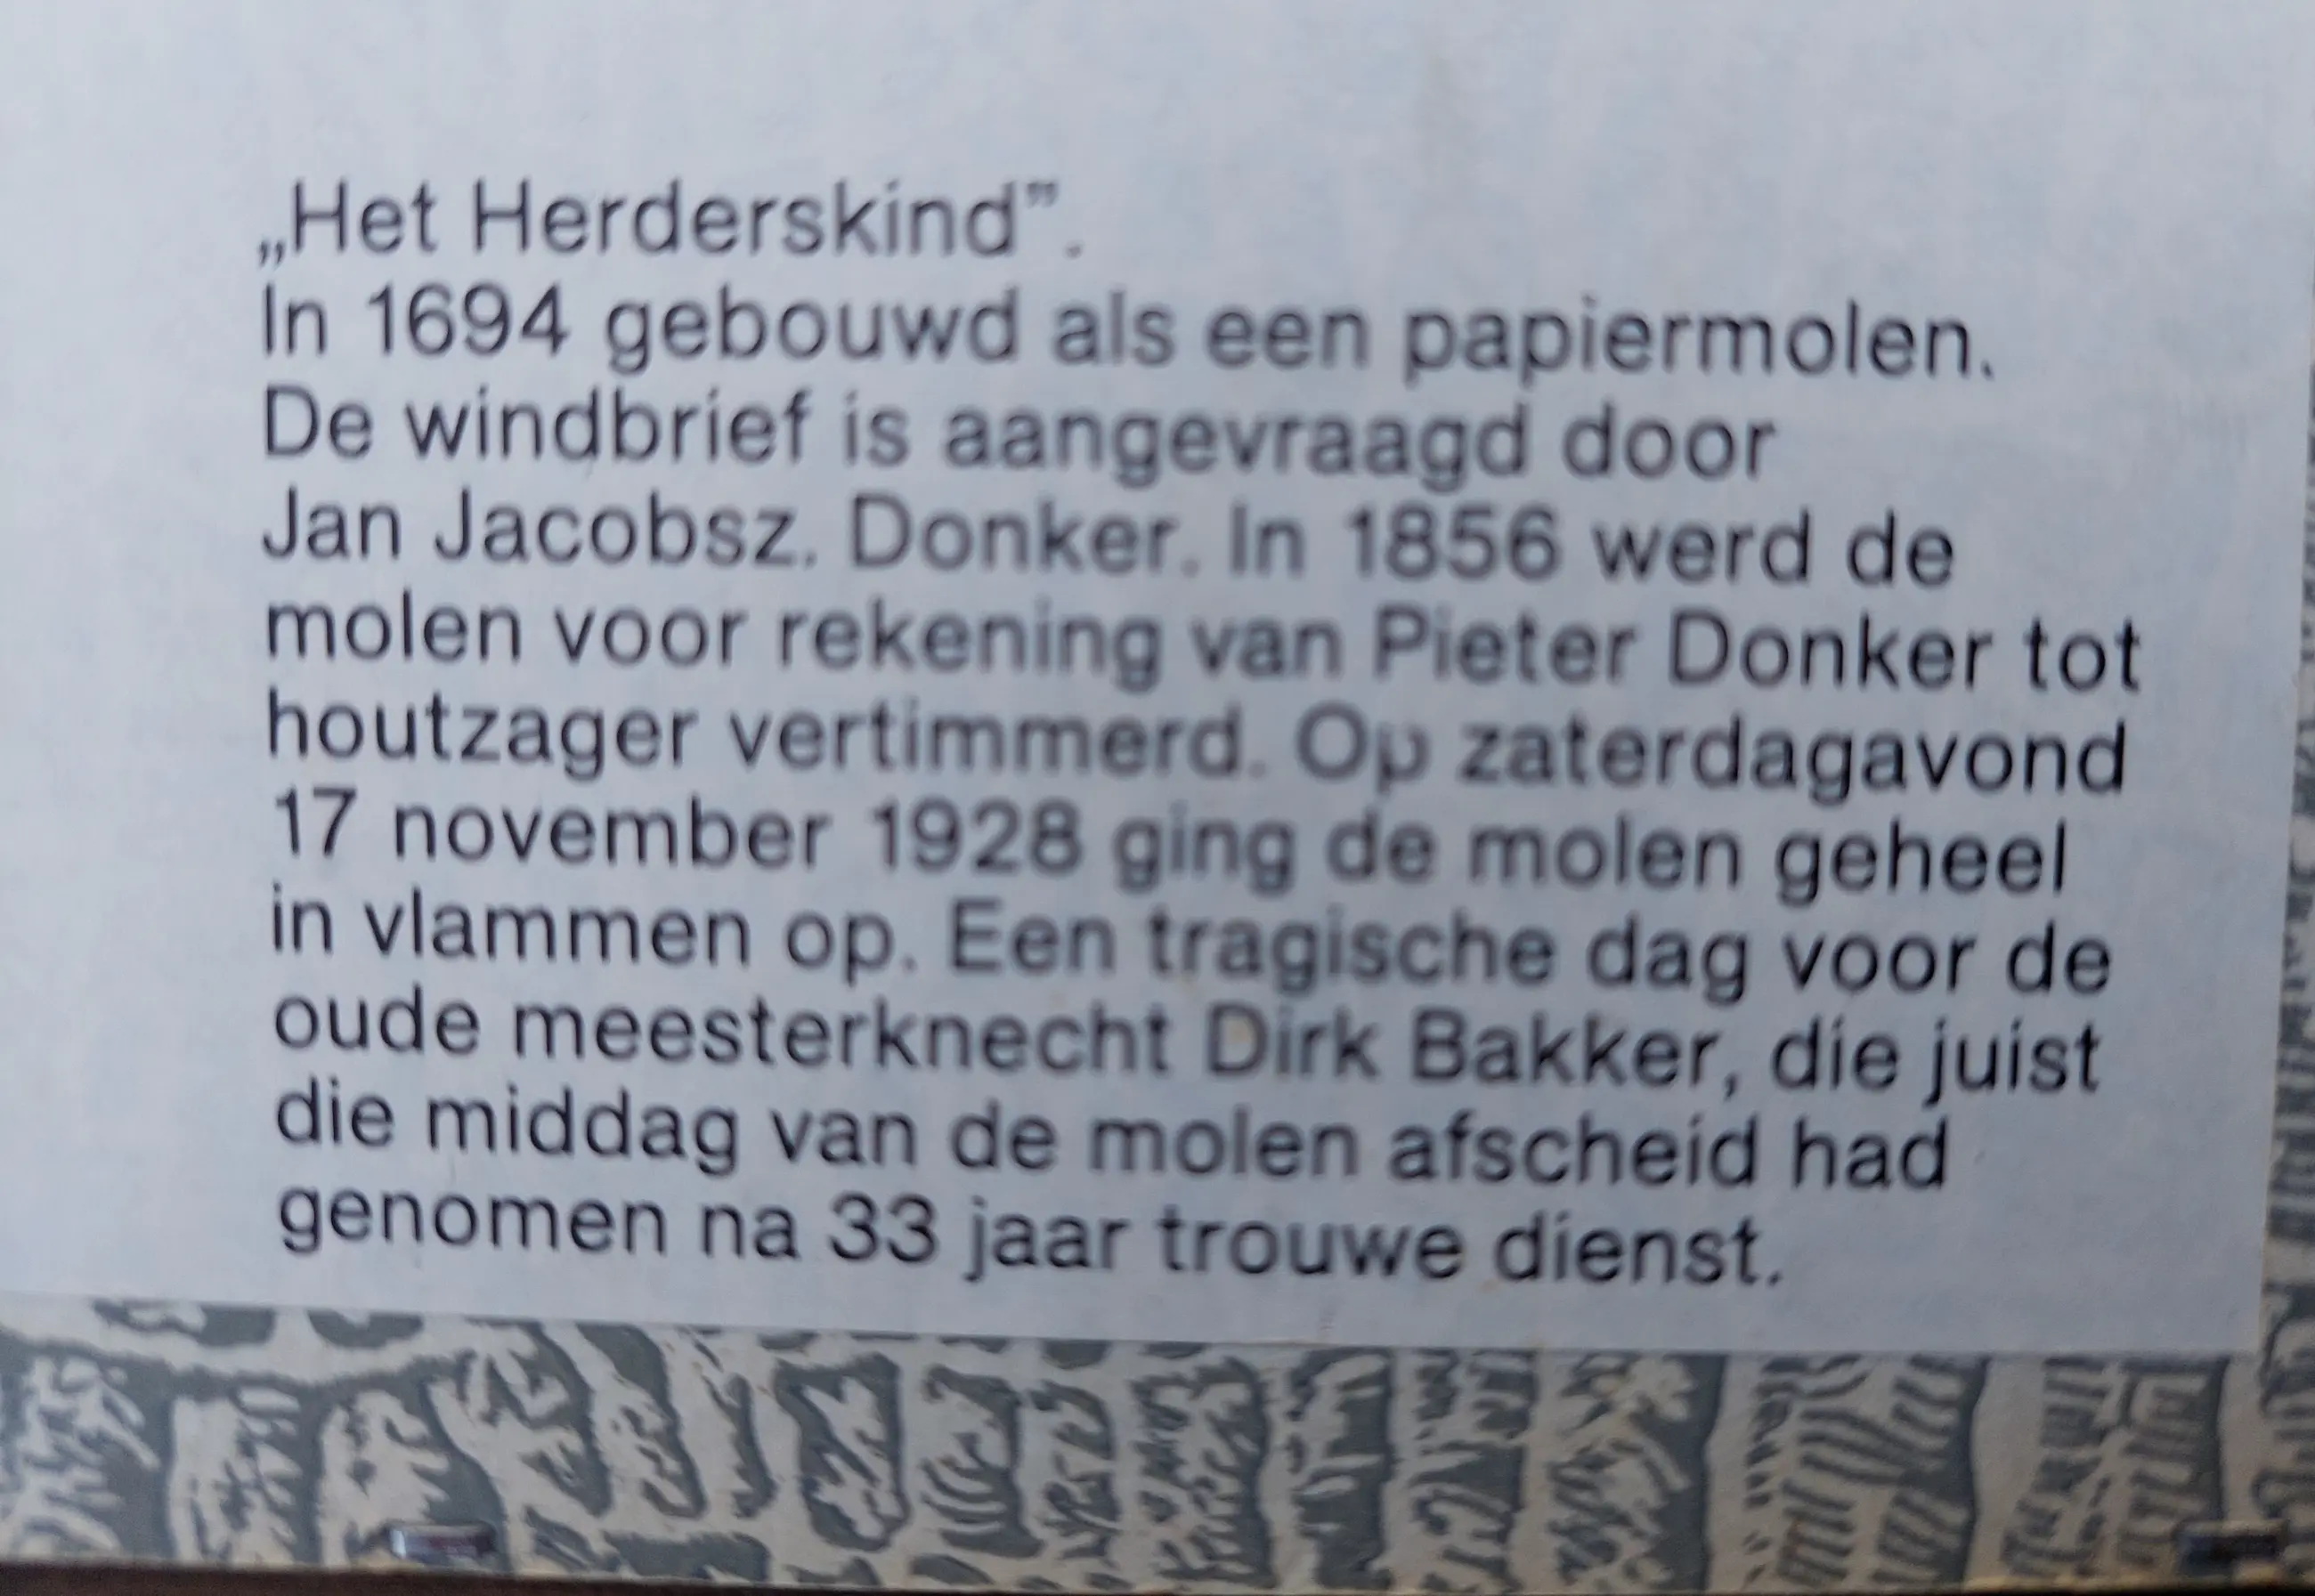 „Het Herderskind”.
In 1694 gebouwd als een papiermolen.
De windbrief is aangevraagd door
Jan Jacobsz. Donker. In 1856 werd de
molen voor rekening van Pieter Donker tot
houtzager vertimmerd. Op zaterdagavond
17 november 1928 ging de molen geheel
in vlammen op. Een tragische dag voor de
oude meesterknecht Dirk Bakker, die juist
die middag van de molen afscheid had
genomen na 33 jaar trouwe dienst.